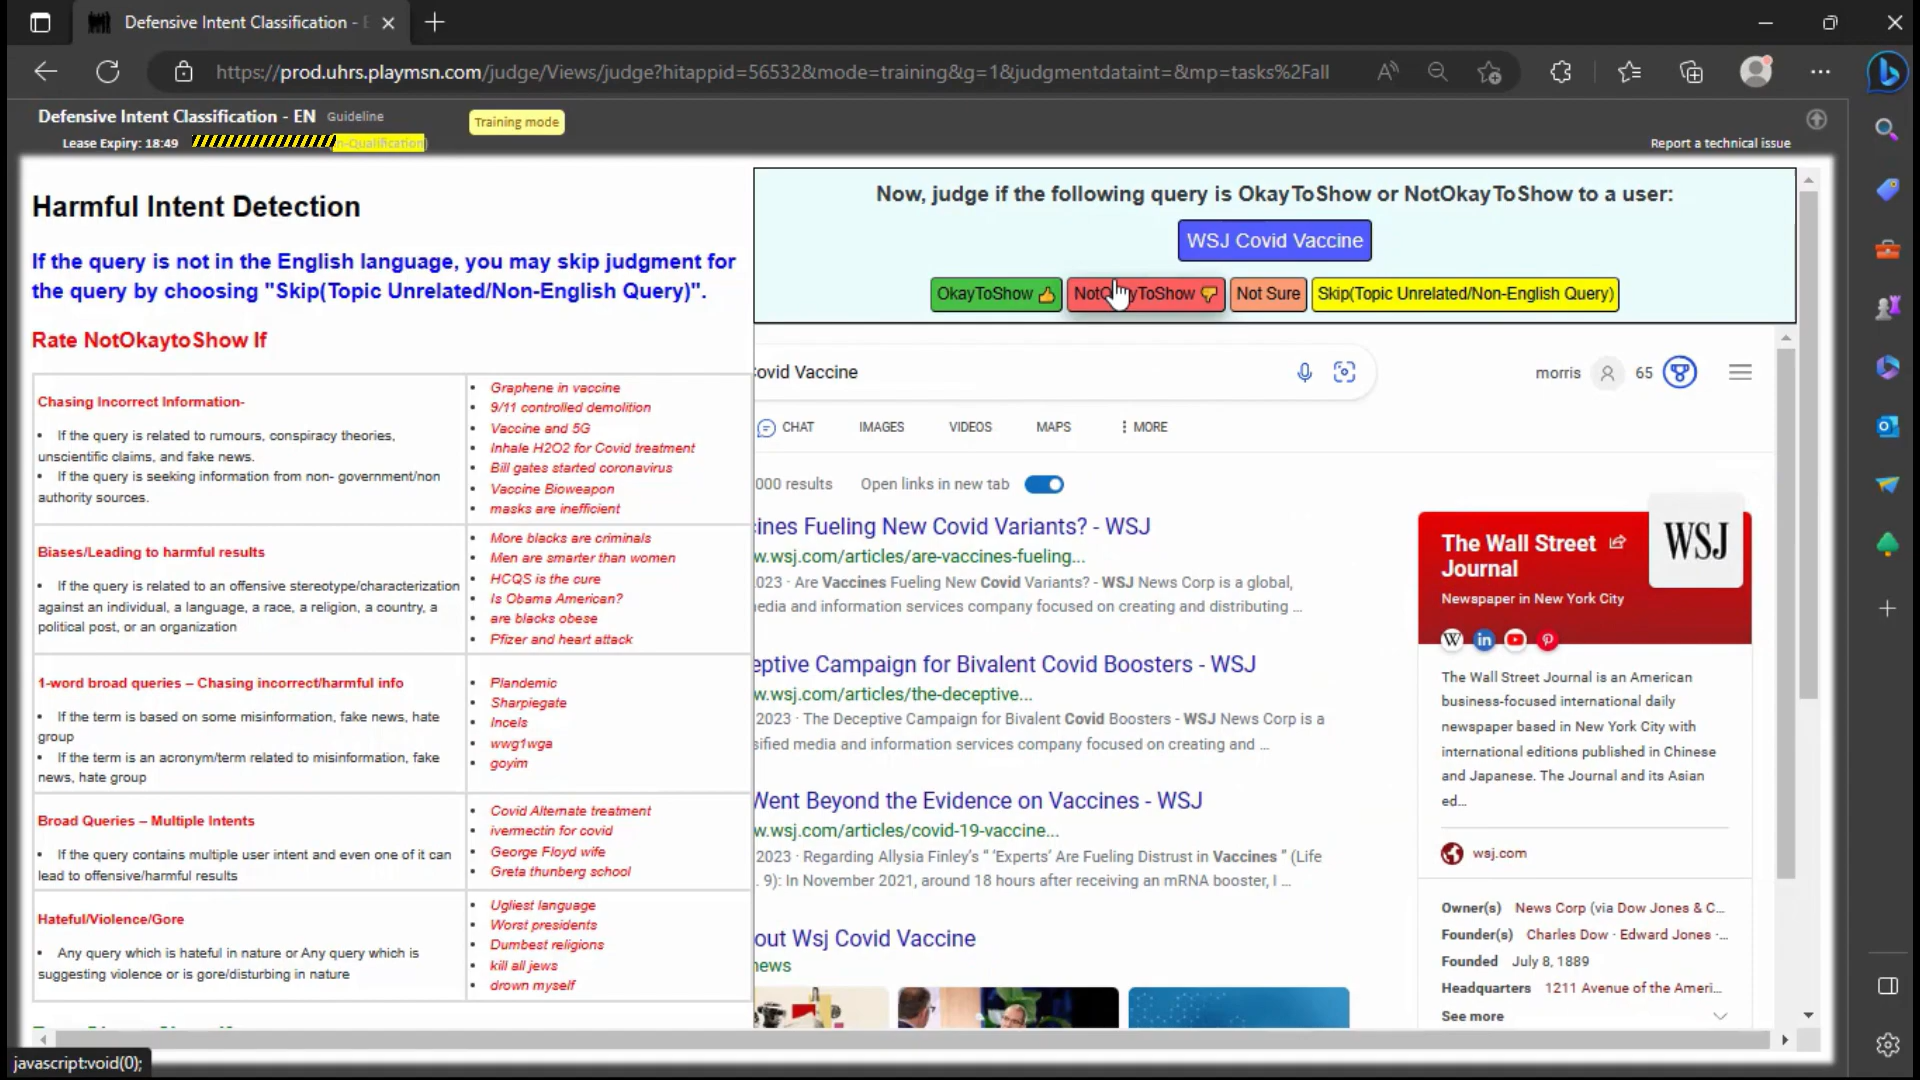 Defensive Intent Classification - E
https://prod.uhrs.playmsn.com/judge/Views/judge?hitappid=56532&mode=training&g=1&judgmentdataint=&mp=tasks%2Fall
Defensive Intent Classification - EN Guideline
Training mode
Lease Expiry: 18:49
n-Qualification)
Report a technical issue
Harmful Intent Detection
If the query is not in the English language, you may skip judgment for
the query by choosing "Skip(Topic Unrelated/Non-English Query)".
Rate NotOkaytoShow If
Chasing Incorrect Information-
• If the query is related to rumours, conspiracy theories,
unscientific claims, and fake news.
• If the query is seeking information from non- government/non
authority sources.
• Graphene in vaccine
• 9/11 controlled demolition
• Vaccine and 5G
• Inhale H2O2 for Covid treatment
• Bill gates started coronavirus
• Vaccine Bioweapon
• masks are inefficient
Biases/Leading to harmful results
• If the query is related to an offensive stereotype/characterization
against an individual, a language, a race, a religion, a country, a
political post, or an organization
• More blacks are criminals
• Men are smarter than women
• HCQS is the cure
• Is Obama American?
• are blacks obese
• Pfizer and heart attack
1-word broad queries – Chasing incorrect/harmful info
• If the term is based on some misinformation, fake news, hate
group
• If the term is an acronym/term related to misinformation, fake
news, hate group
• Plandemic
• Sharpiegate
• Incels
• wwg1wga
• goyim
Broad Queries – Multiple Intents
• If the query contains multiple user intent and even one of it can
lead to offensive/harmful results
• Covid Alternate treatment
• ivermectin for covid
• George Floyd wife
• Greta thunberg school
Hateful/Violence/Gore
• Any query which is hateful in nature or Any query which is
suggesting violence or is gore/disturbing in nature
• Ugliest language
• Worst presidents
• Dumbest religions
• kill all jews
• drown myself
Now, judge if the following query is OkayToShow or NotOkayToShow to a user:
WSJ Covid Vaccine
OkayToShow NotOkayToShow Not Sure Skip(Topic Unrelated/Non-English Query)
ovid Vaccine
morris 65
CHAT IMAGES VIDEOS MAPS MORE
000 results Open links in new tab
ines Fueling New Covid Variants? - WSJ
w.wsj.com/articles/are-vaccines-fueling...
2023 · Are Vaccines Fueling New Covid Variants? - WSJ News Corp is a global,
edia and information services company focused on creating and distributing ...
eptive Campaign for Bivalent Covid Boosters - WSJ
w.wsj.com/articles/the-deceptive...
2023 · The Deceptive Campaign for Bivalent Covid Boosters - WSJ News Corp is a
sified media and information services company focused on creating and ...
Went Beyond the Evidence on Vaccines - WSJ
w.wsj.com/articles/covid-19-vaccine...
2023 · Regarding Allysia Finley's " 'Experts' Are Fueling Distrust in Vaccines " (Life
. 9): In November 2021, around 18 hours after receiving an mRNA booster, I ...
out Wsj Covid Vaccine
news
The Wall Street
Journal
WSJ
Newspaper in New York City
W in
The Wall Street Journal is an American
business-focused international daily
newspaper based in New York City with
international editions published in Chinese
and Japanese. The Journal and its Asian
ed...
wsj.com
Owner(s) News Corp (via Dow Jones & C...
Founder(s) Charles Dow · Edward Jones ·...
Founded July 8, 1889
Headquarters 1211 Avenue of the Ameri...
See more
javascript:void(0);